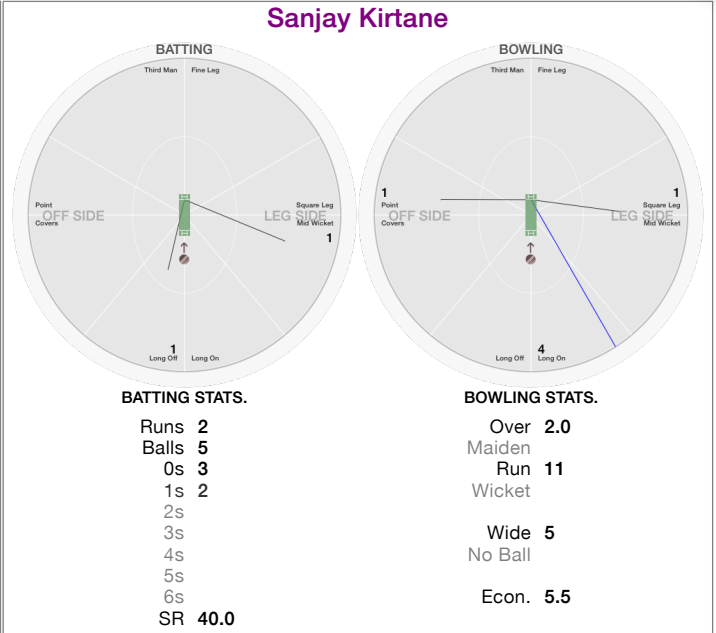 Sanjay Kirtane
BATTING
Third Man Fine Leg
Point
OFF SIDE
Covers
Square Leg
LEG SIDE
Mid Wicket
1
1
Long Off Long On
BOWLING
Third Man Fine Leg
1
Point
OFF SIDE
Covers
1
Square Leg
LEG SIDE
Mid Wicket
4
Long Off Long On
BATTING STATS.
Runs 2
Balls 5
0s 3
1s 2
2s
3s
4s
5s
6s
SR 40.0
BOWLING STATS.
Over 2.0
Maiden
Run 11
Wicket
Wide 5
No Ball
Econ. 5.5